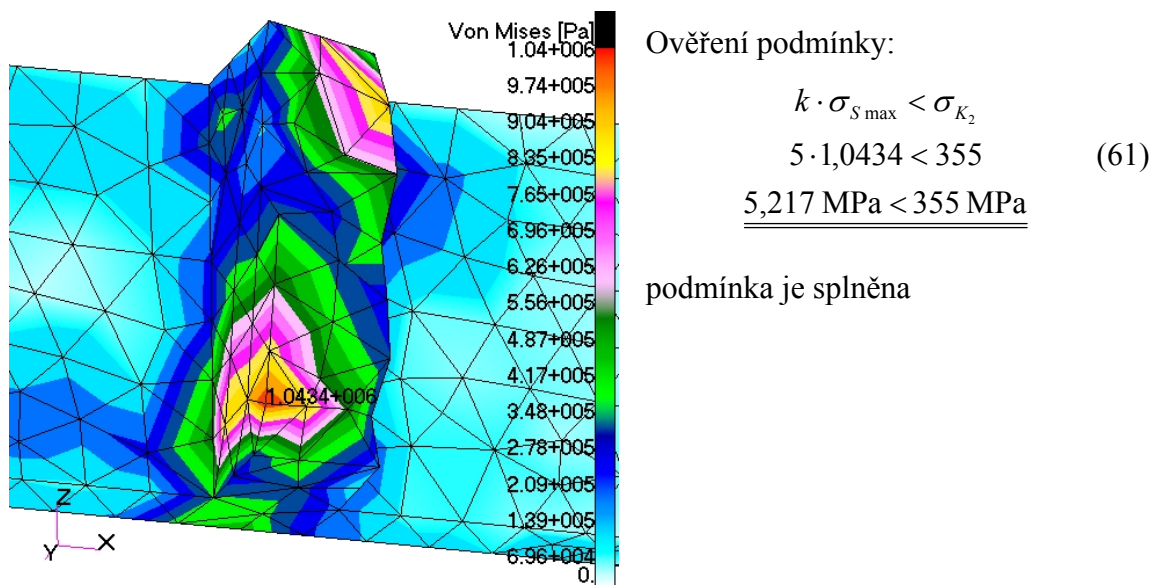 Von Mises [Pa]
1.04+006
9.74+005
9.04+005
8.35+005
7.65+005
6.96+005
6.26+005
5.56+005
4.87+005
4.17+005
3.48+005
2.78+005
2.09+005
1.39+005
6.96+004
0.
1.0434+006
Z
Y X
Ověření podmínky:
k · σ_{S max} < σ_{K_2}
5 · 1,0434 < 355 (61)
5,217 MPa < 355 MPa
podmínka je splněna